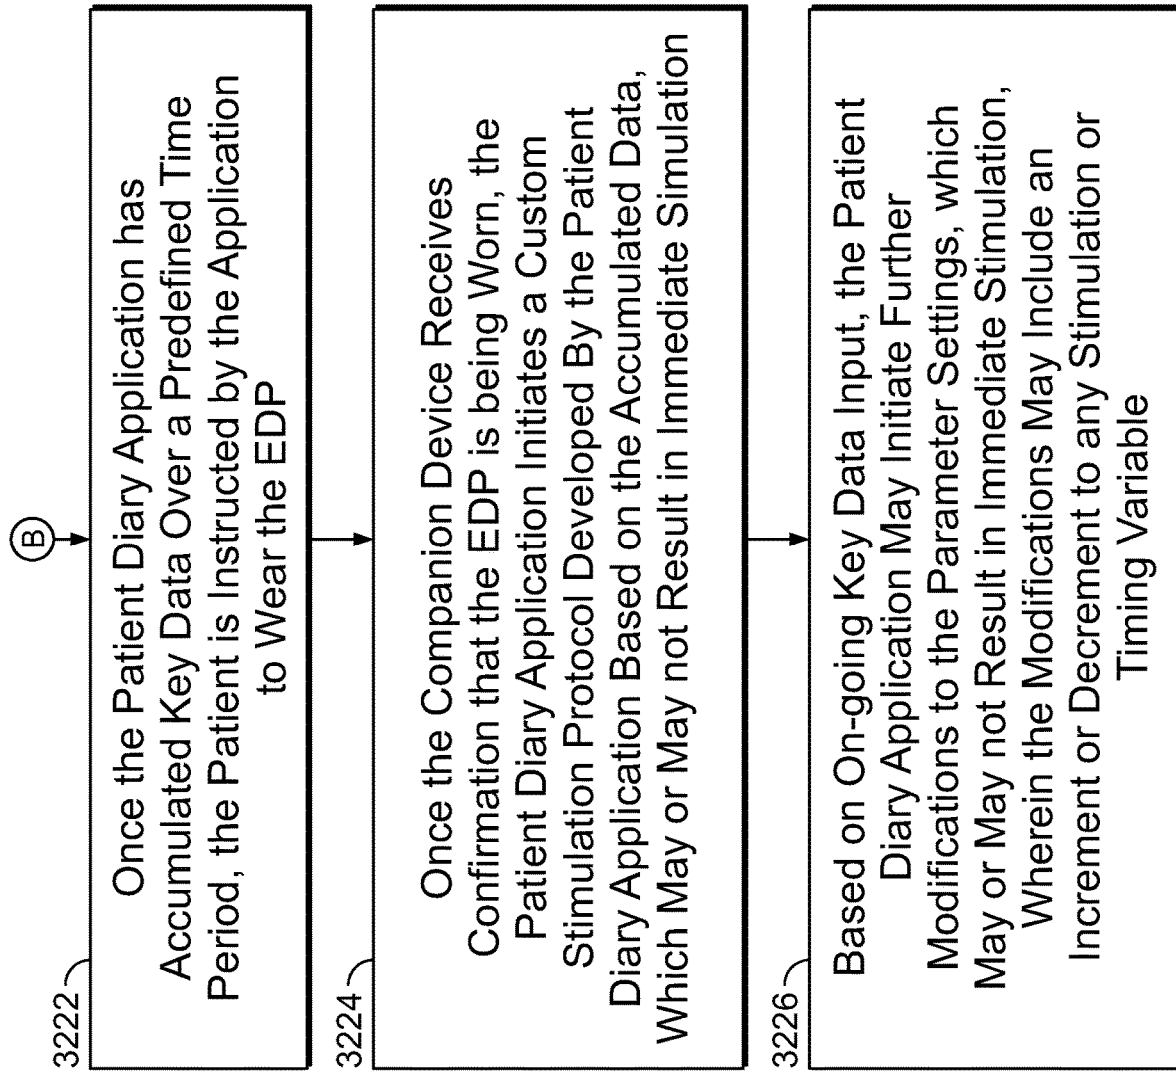 B
3222
Once the Patient Diary Application has
Accumulated Key Data Over a Predefined Time
Period, the Patient is Instructed by the Application
to Wear the EDP
3224
Once the Companion Device Receives
Confirmation that the EDP is being Worn, the
Patient Diary Application Initiates a Custom
Stimulation Protocol Developed By the Patient
Diary Application Based on the Accumulated Data,
Which May or May not Result in Immediate Simulation
3226
Based on On-going Key Data Input, the Patient
Diary Application May Initiate Further
Modifications to the Parameter Settings, which
May or May not Result in Immediate Stimulation,
Wherein the Modifications May Include an
Increment or Decrement to any Stimulation or
Timing Variable